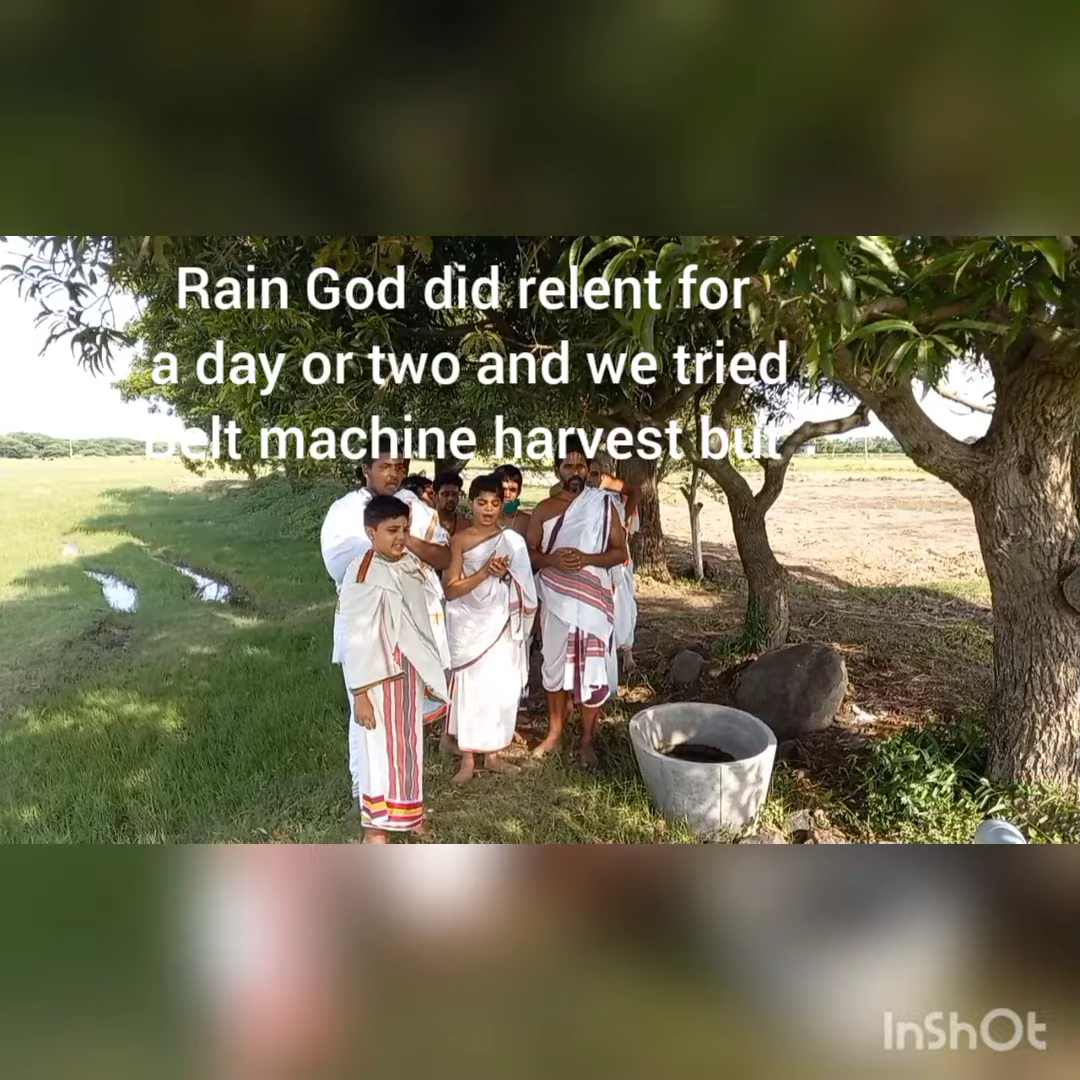 Rain God did relent for
a day or two and we tried
belt machine harvest but
InShOt